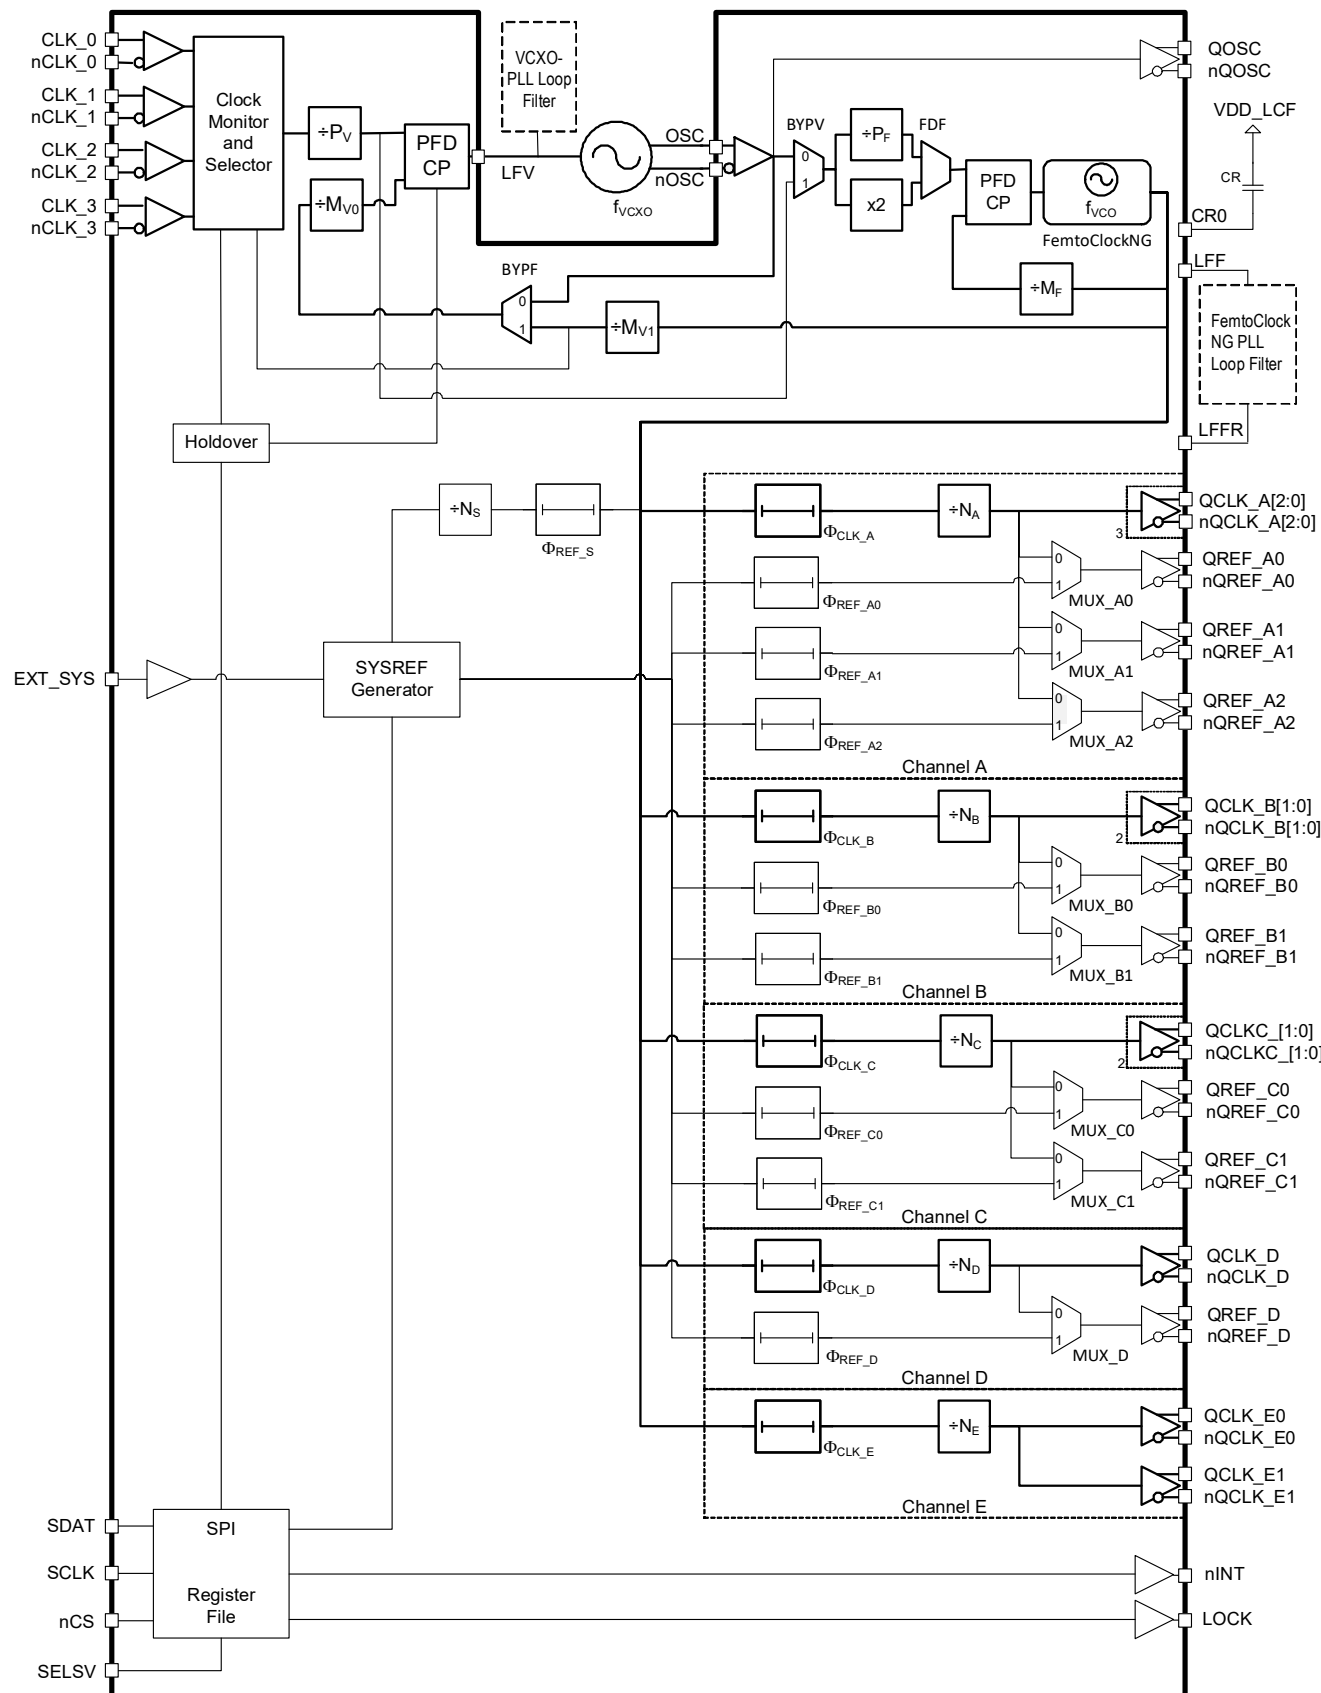 CLK_0
nCLK_0
CLK_1
nCLK_1
CLK_2
nCLK_2
CLK_3
nCLK_3
Clock
Monitor
and
Selector
÷PV
÷MV0
PFD
CP
VCXO-
PLL Loop
Filter
LFV
fVCXO
OSC
nOSC
BYPV
0
1
÷PF
x2
FDF
PFD
CP
fVCO
FemtoClockNG
÷MF
QOSC
nQOSC
VDD_LCF
CR
CR0
LFF
FemtoClock
NG PLL
Loop Filter
LFFR
BYPF
0
1
÷MV1
Holdover
÷NS
ΦREF_S
EXT_SYS
SYSREF
Generator
ΦCLK_A
÷NA
3
QCLK_A[2:0]
nQCLK_A[2:0]
ΦREF_A0
0
1
MUX_A0
QREF_A0
nQREF_A0
ΦREF_A1
0
1
MUX_A1
QREF_A1
nQREF_A1
ΦREF_A2
0
1
MUX_A2
QREF_A2
nQREF_A2
Channel A
ΦCLK_B
÷NB
2
QCLK_B[1:0]
nQCLK_B[1:0]
ΦREF_B0
0
1
MUX_B0
QREF_B0
nQREF_B0
ΦREF_B1
0
1
MUX_B1
QREF_B1
nQREF_B1
Channel B
ΦCLK_C
÷NC
2
QCLKC_[1:0]
nQCLKC_[1:0]
ΦREF_C0
0
1
MUX_C0
QREF_C0
nQREF_C0
ΦREF_C1
0
1
MUX_C1
QREF_C1
nQREF_C1
Channel C
ΦCLK_D
÷ND
QCLK_D
nQCLK_D
ΦREF_D
0
1
MUX_D
QREF_D
nQREF_D
Channel D
ΦCLK_E
÷NE
QCLK_E0
nQCLK_E0
QCLK_E1
nQCLK_E1
Channel E
SDAT
SCLK
nCS
SELSV
SPI
Register
File
nINT
LOCK